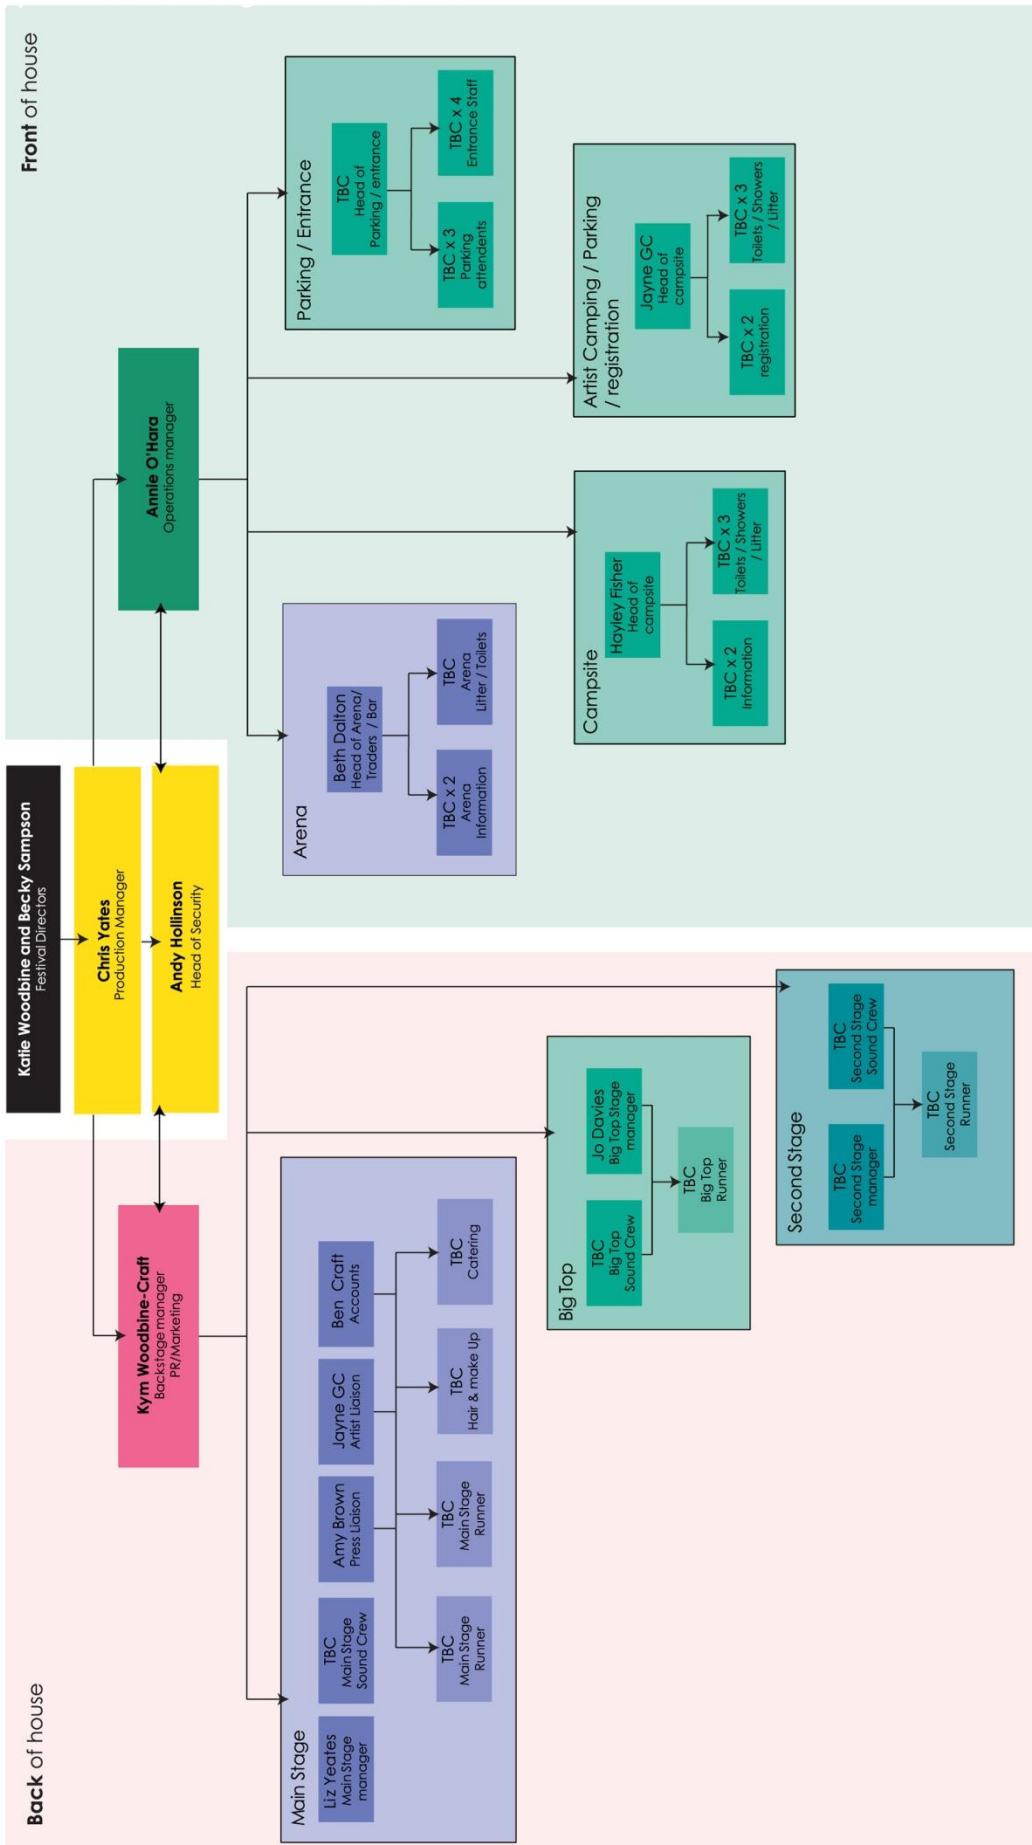 Back of house
Front of house
Katie Woodbine and Becky Sampson
Festival Directors
Chris Yates
Production Manager
Andy Hollinson
Head of Security
Kym Woodbine-Craft
Backstage manager
PR/Marketing
Annie O'Hara
Operations manager
Main Stage
Liz Yeates
Main Stage
manager
TBC
Main Stage
Sound Crew
Amy Brown
Press Liaison
Jayne GC
Artist Liaison
Ben Craft
Accounts
TBC
Main Stage
Runner
TBC
Main Stage
Runner
TBC
Hair & make Up
TBC
Catering
Big Top
TBC
Big Top
Sound Crew
Jo Davies
Big Top Stage
manager
TBC
Big Top
Runner
Second Stage
TBC
Second Stage
manager
TBC
Second Stage
Sound Crew
TBC
Second Stage
Runner
Arena
Beth Dalton
Head of Arena/
Traders / Bar
TBC x 2
Arena
Information
TBC
Arena
Litter / Toilets
Campsite
Hayley Fisher
Head of
campsite
TBC x 2
Information
TBC x 3
Toilets / Showers
/ Litter
Artist Camping / Parking
/ registration
Jayne GC
Head of
campsite
TBC x 2
registration
TBC x 3
Toilets / Showers
/ Litter
Parking / Entrance
TBC
Head of
Parking / entrance
TBC x 3
Parking
attendents
TBC x 4
Entrance Staff